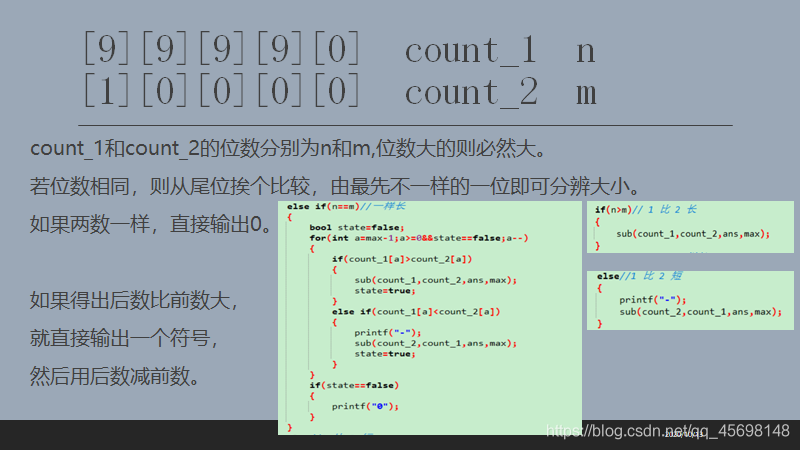 [9][9][9][9][0] count_1 n
[1][0][0][0][0] count_2 m
count_1和count_2的位数分别为n和m,位数大的则必然大。
若位数相同，则从尾位挨个比较，由最先不一样的一位即可分辨大小。
如果两数一样，直接输出0。
如果得出后数比前数大，
就直接输出一个符号，
然后用后数减前数。
else if(n==m)//一样长
{
bool state=false;
for(int a=max-1;a>=0&&state==false;a--)
{
if(count_1[a]>count_2[a])
{
sub(count_1,count_2,ans,max);
state=true;
}
else if(count_1[a]<count_2[a])
{
printf("-");
sub(count_2,count_1,ans,max);
state=true;
}
}
if(state==false)
{
printf("0");
}
}
if(n>m)// 1 比 2 长
{
sub(count_1,count_2,ans,max);
}
else//1 比 2 短
{
printf("-");
sub(count_2,count_1,ans,max);
}
https://blog.csdn.net/qq_45698148